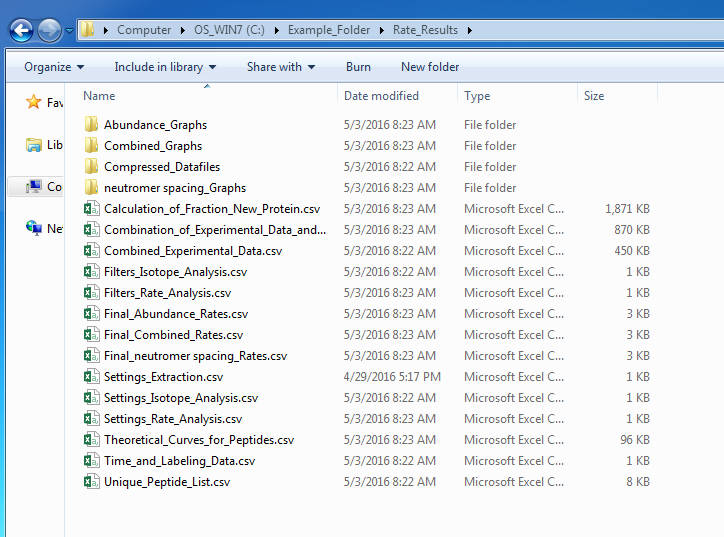 Computer OS_WIN7 (C:) Example_Folder Rate_Results
Organize Include in library Share with Burn New folder
Name Date modified Type Size
Fav
Lib
Co
Ne
Abundance_Graphs 5/3/2016 8:23 AM File folder
Combined_Graphs 5/3/2016 8:23 AM File folder
Compressed_Datafiles 5/3/2016 8:22 AM File folder
neutromer spacing_Graphs 5/3/2016 8:23 AM File folder
Calculation_of_Fraction_New_Protein.csv 5/3/2016 8:23 AM Microsoft Excel C... 1,871 KB
Combination_of_Experimental_Data_and... 5/3/2016 8:23 AM Microsoft Excel C... 870 KB
Combined_Experimental_Data.csv 5/3/2016 8:22 AM Microsoft Excel C... 450 KB
Filters_Isotope_Analysis.csv 5/3/2016 8:22 AM Microsoft Excel C... 1 KB
Filters_Rate_Analysis.csv 5/3/2016 8:23 AM Microsoft Excel C... 1 KB
Final_Abundance_Rates.csv 5/3/2016 8:23 AM Microsoft Excel C... 3 KB
Final_Combined_Rates.csv 5/3/2016 8:23 AM Microsoft Excel C... 3 KB
Final_neutromer spacing_Rates.csv 5/3/2016 8:23 AM Microsoft Excel C... 3 KB
Settings_Extraction.csv 4/29/2016 5:17 PM Microsoft Excel C... 1 KB
Settings_Isotope_Analysis.csv 5/3/2016 8:22 AM Microsoft Excel C... 1 KB
Settings_Rate_Analysis.csv 5/3/2016 8:23 AM Microsoft Excel C... 1 KB
Theoretical_Curves_for_Peptides.csv 5/3/2016 8:23 AM Microsoft Excel C... 96 KB
Time_and_Labeling_Data.csv 5/3/2016 8:22 AM Microsoft Excel C... 1 KB
Unique_Peptide_List.csv 5/3/2016 8:22 AM Microsoft Excel C... 8 KB